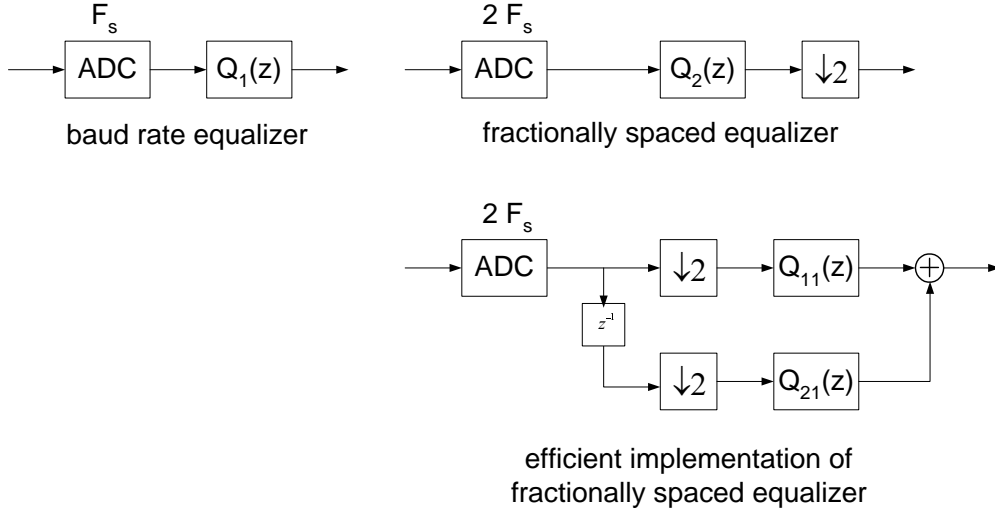 F_s
ADC
Q_1(z)
baud rate equalizer
2 F_s
ADC
Q_2(z)
↓2
fractionally spaced equalizer
2 F_s
ADC
↓2
Q_11(z)
+
z^-1
↓2
Q_21(z)
efficient implementation of
fractionally spaced equalizer